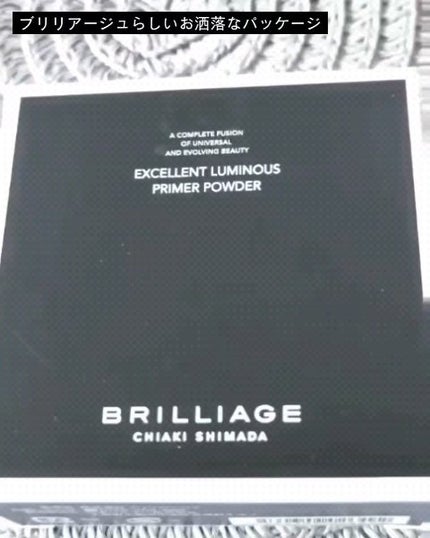 ブリリアージュらしいお洒落なパッケージ
A COMPLETE FUSION
OF UNIVERSAL
AND EVOLVING BEAUTY
EXCELLENT LUMINOUS
PRIMER POWDER
BRILLIAGE
CHIAKI SHIMADA